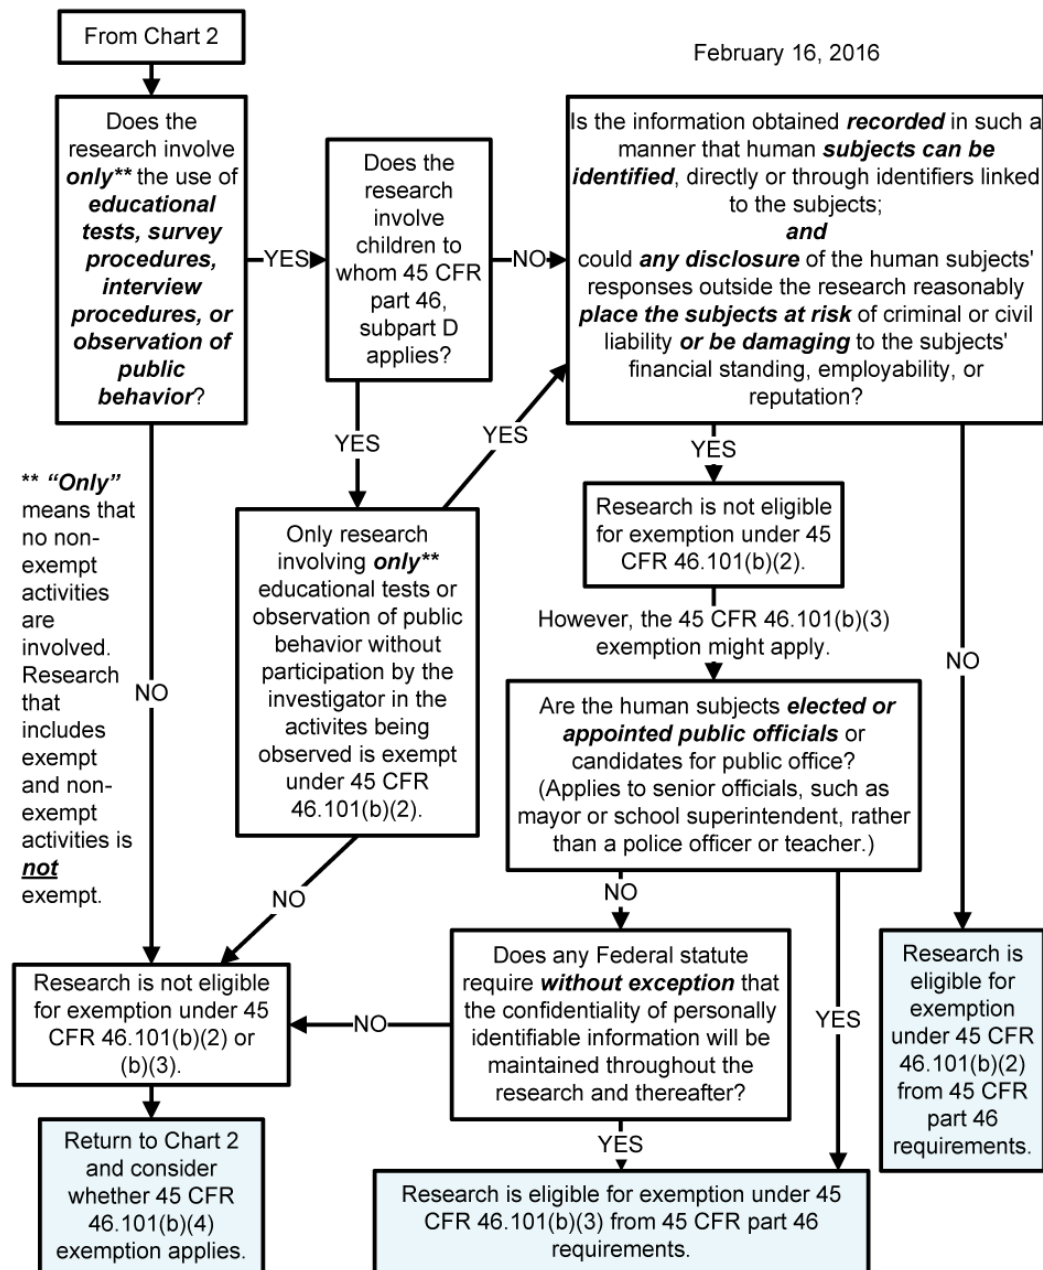 From Chart 2
February 16, 2016
Does the
research involve
only** the use of
educational
tests, survey
procedures,
interview
procedures, or
observation of
public
behavior?
YES
Does the
research
involve
children to
whom 45 CFR
part 46,
subpart D
applies?
NO
Is the information obtained recorded in such a
manner that human subjects can be
identified, directly or through identifiers linked
to the subjects;
and
could any disclosure of the human subjects'
responses outside the research reasonably
place the subjects at risk of criminal or civil
liability or be damaging to the subjects'
financial standing, employability, or
reputation?
YES
YES
YES
** “Only”
means that
no non-
exempt
activities
are
involved.
Research
that
includes
exempt
and non-
exempt
activities is
not
exempt.
NO
Only research
involving only**
educational tests or
observation of public
behavior without
participation by the
investigator in the
activites being
observed is exempt
under 45 CFR
46.101(b)(2).
NO
Research is not eligible
for exemption under 45
CFR 46.101(b)(2).
However, the 45 CFR 46.101(b)(3)
exemption might apply.
NO
Are the human subjects elected or
appointed public officials or
candidates for public office?
(Applies to senior officials, such as
mayor or school superintendent, rather
than a police officer or teacher.)
NO
YES
Does any Federal statute
require without exception that
the confidentiality of personally
identifiable information will be
maintained throughout the
research and thereafter?
NO
YES
Research is
eligible for
exemption
under 45 CFR
46.101(b)(2)
from 45 CFR
part 46
requirements.
Research is not eligible
for exemption under 45
CFR 46.101(b)(2) or
(b)(3).
Return to Chart 2
and consider
whether 45 CFR
46.101(b)(4)
exemption applies.
Research is eligible for exemption under 45
CFR 46.101(b)(3) from 45 CFR part 46
requirements.